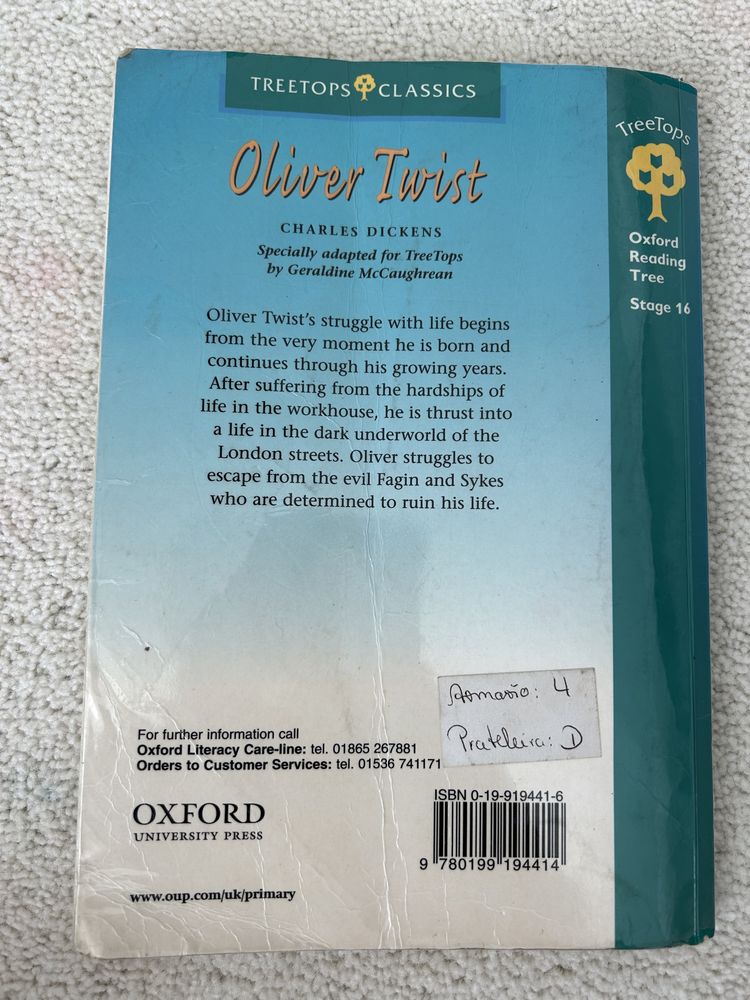 TREETOPS CLASSICS
Oliver Twist
CHARLES DICKENS
Specially adapted for TreeTops
by Geraldine McCaughrean
Oliver Twist's struggle with life begins
from the very moment he is born and
continues through his growing years.
After suffering from the hardships of
life in the workhouse, he is thrust into
a life in the dark underworld of the
London streets. Oliver struggles to
escape from the evil Fagin and Sykes
who are determined to ruin his life.
TreeTops
Oxford
Reading
Tree
Stage 16
Armario: 4
Prateleira: D
For further information call
Oxford Literacy Care-line: tel. 01865 267881
Orders to Customer Services: tel. 01536 741171
OXFORD
UNIVERSITY PRESS
www.oup.com/uk/primary
ISBN 0-19-919441-6
9 780199 194414